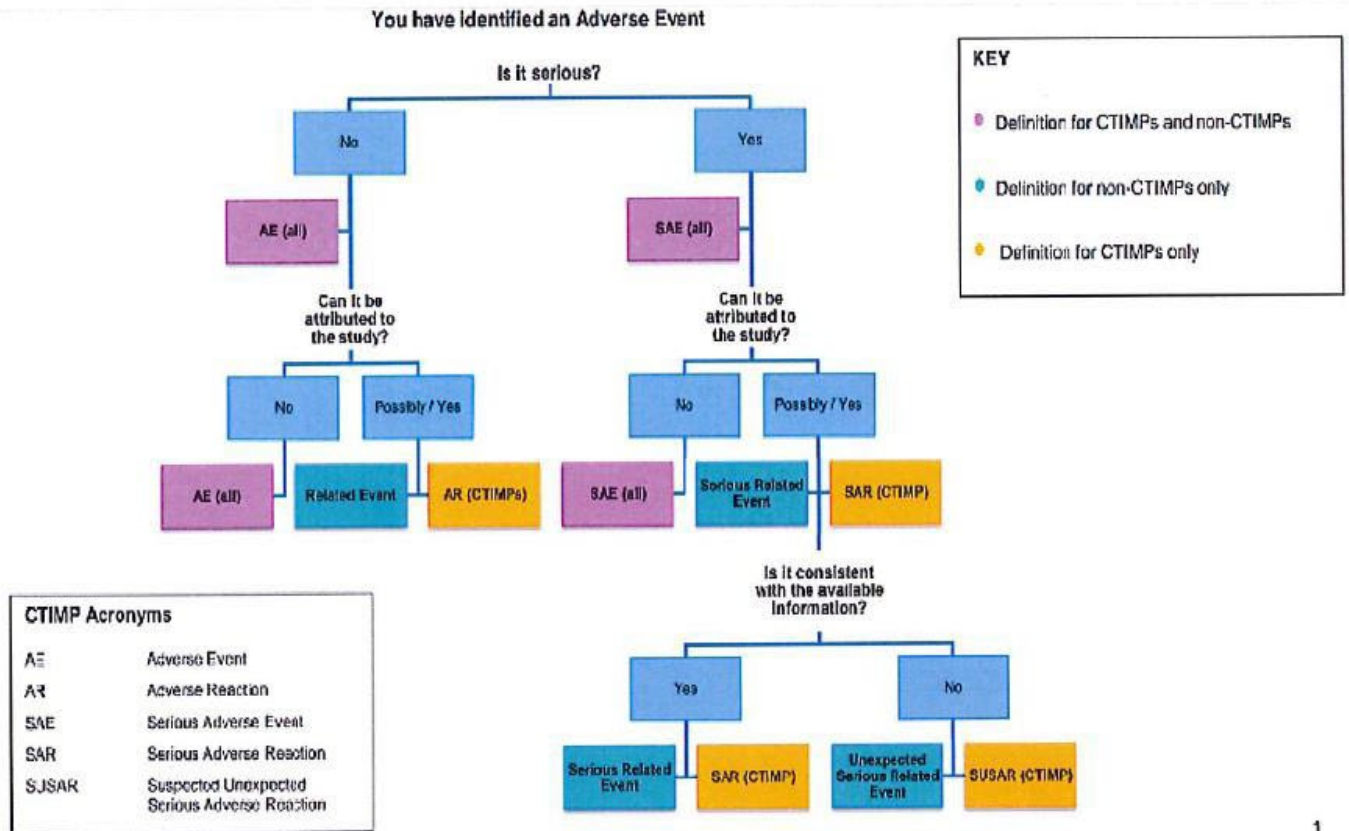 You have identified an Adverse Event
Is it serious?
No
Yes
AE (all)
SAE (all)
Can it be
attributed to
the study?
Can it be
attributed to
the study?
No
Possibly / Yes
No
Possibly / Yes
AE (all)
Related Event
AR (CTIMPs)
SAE (all)
Serious Related
Event
SAR (CTIMP)
Is it consistent
with the available
information?
Yes
No
Serious Related
Event
SAR (CTIMP)
Unexpected
Serious Related
Event
SUSAR (CTIMP)
KEY
Definition for CTIMPs and non-CTIMPs
Definition for non-CTIMPs only
Definition for CTIMPs only
CTIMP Acronyms
AE Adverse Event
AR Adverse Reaction
SAE Serious Adverse Event
SAR Serious Adverse Reaction
SUSAR Suspected Unexpected
Serious Adverse Reaction
1